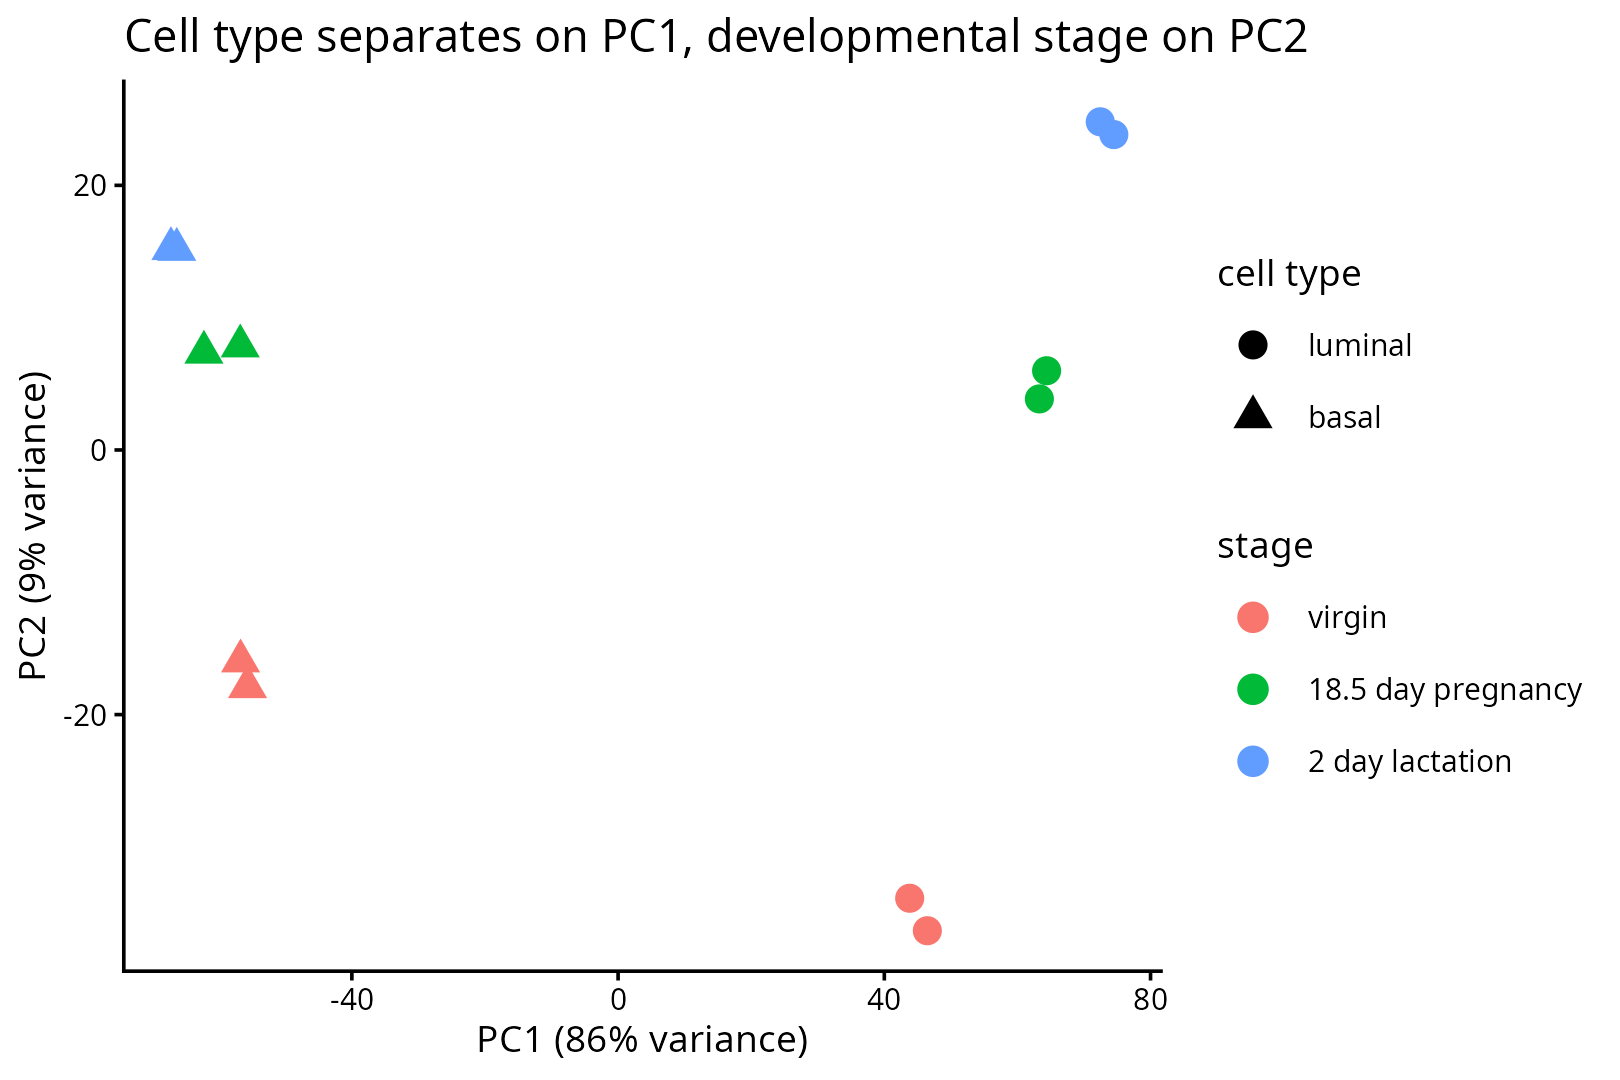 Cell type separates on PC1, developmental stage on PC2
PC2 (9% variance)
20
0
-20
-40
0
40
80
PC1 (86% variance)
cell type
luminal
basal
stage
virgin
18.5 day pregnancy
2 day lactation